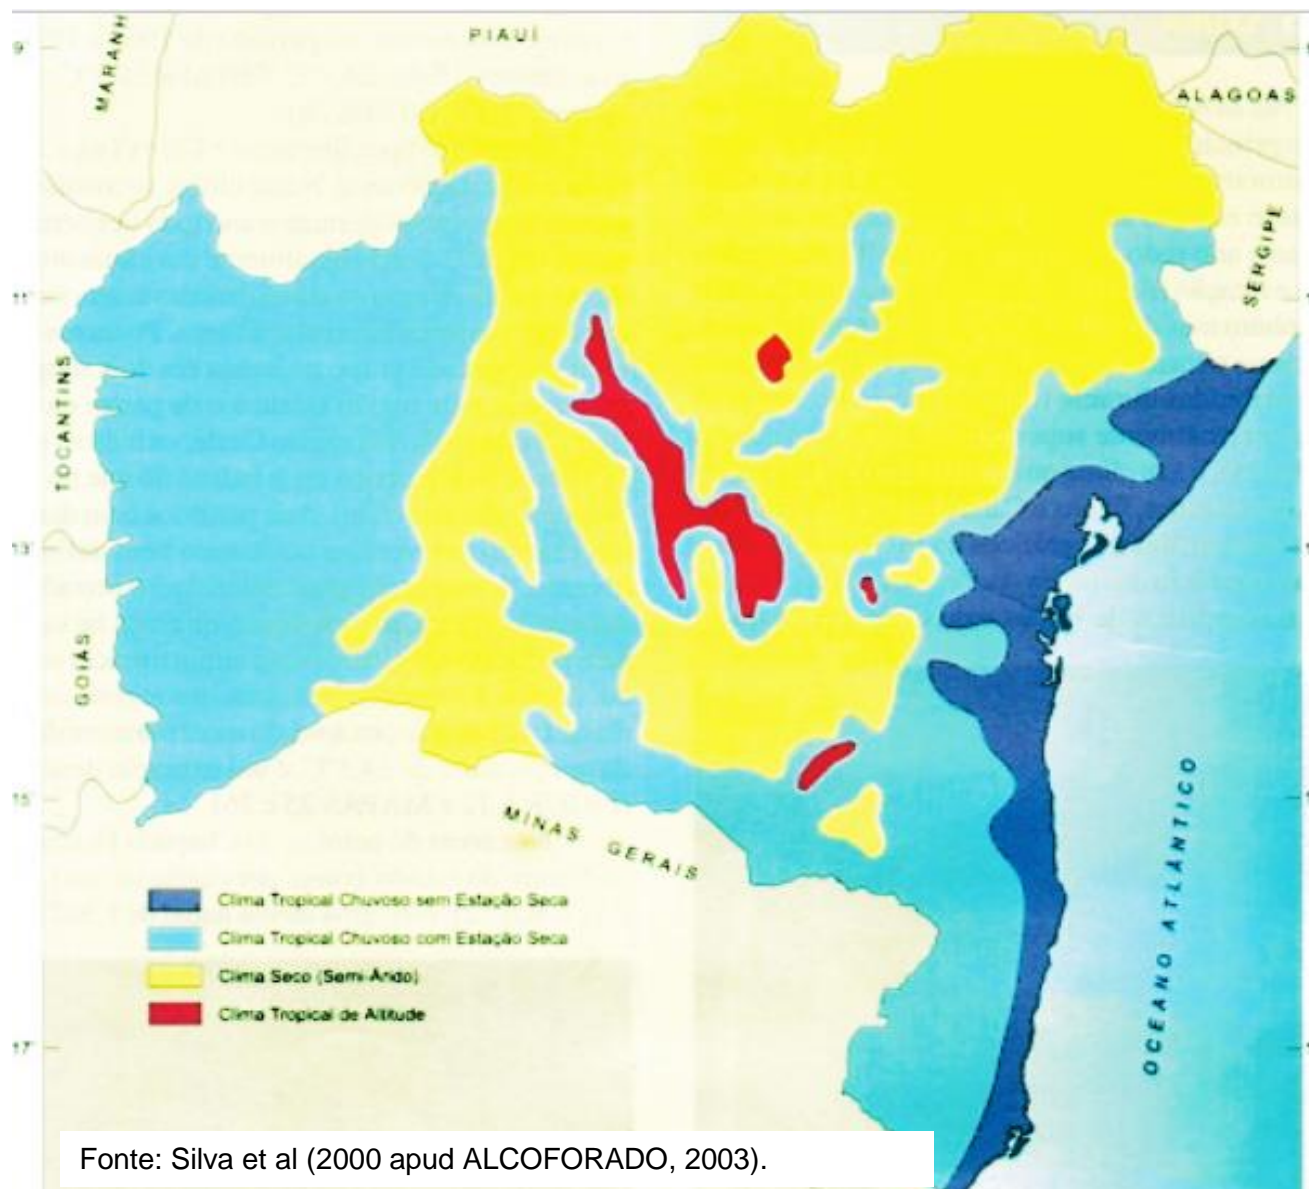 PIAUÍ
MARANH
9
9
ALAGOAS
SERGIPE
11
TOCANTINS
13
GOIÁS
15
MINAS GERAIS
OCEANO ATLÂNTICO
Clima Tropical Chuvoso sem Estação Seca
Clima Tropical Chuvoso com Estação Seca
Clima Seco (Semi-Árido)
Clima Tropical de Altitude
17
Fonte: Silva et al (2000 apud ALCOFORADO, 2003).